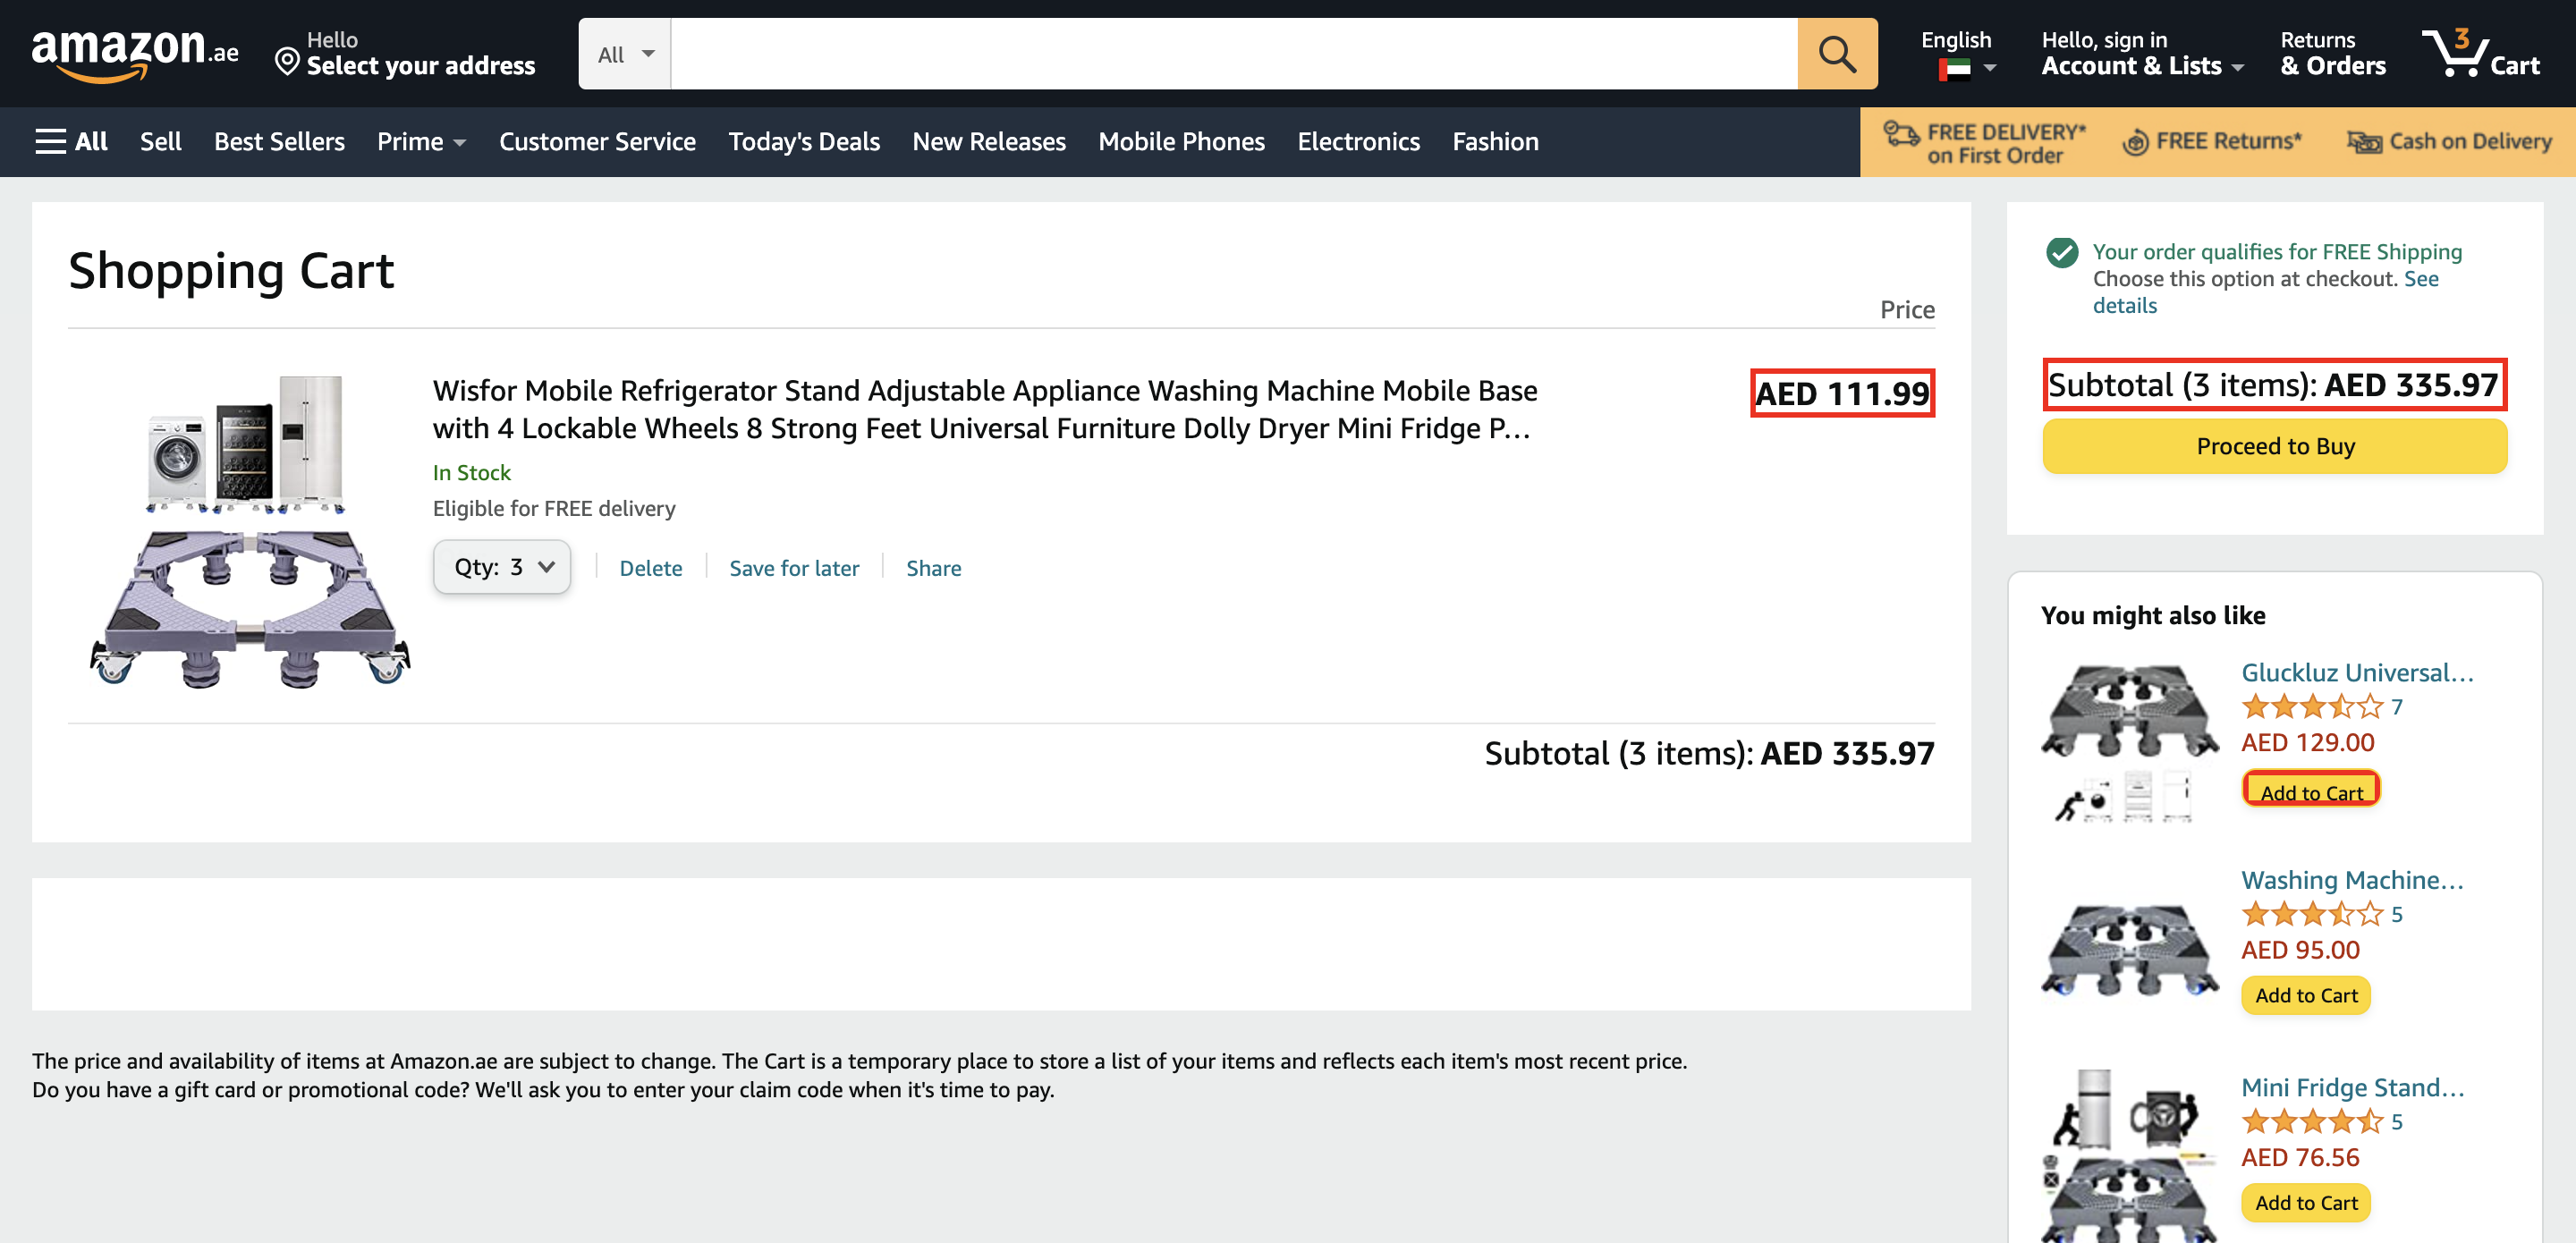 amazon.ae
Hello
Select your address
All
English
Hello, sign in
Account & Lists
Returns
& Orders
3
Cart
All
Sell
Best Sellers
Prime
Customer Service
Today's Deals
New Releases
Mobile Phones
Electronics
Fashion
FREE DELIVERY*
on First Order
FREE Returns*
Cash on Delivery
Shopping Cart
Price
Wisfor Mobile Refrigerator Stand Adjustable Appliance Washing Machine Mobile Base
with 4 Lockable Wheels 8 Strong Feet Universal Furniture Dolly Dryer Mini Fridge P…
AED 111.99
In Stock
Eligible for FREE delivery
Qty: 3
Delete
Save for later
Share
Subtotal (3 items): AED 335.97
The price and availability of items at Amazon.ae are subject to change. The Cart is a temporary place to store a list of your items and reflects each item's most recent price.
Do you have a gift card or promotional code? We'll ask you to enter your claim code when it's time to pay.
Your order qualifies for FREE Shipping
Choose this option at checkout. See
details
Subtotal (3 items): AED 335.97
Proceed to Buy
You might also like
Gluckluz Universal…
7
AED 129.00
Add to Cart
Washing Machine…
5
AED 95.00
Add to Cart
Mini Fridge Stand…
5
AED 76.56
Add to Cart